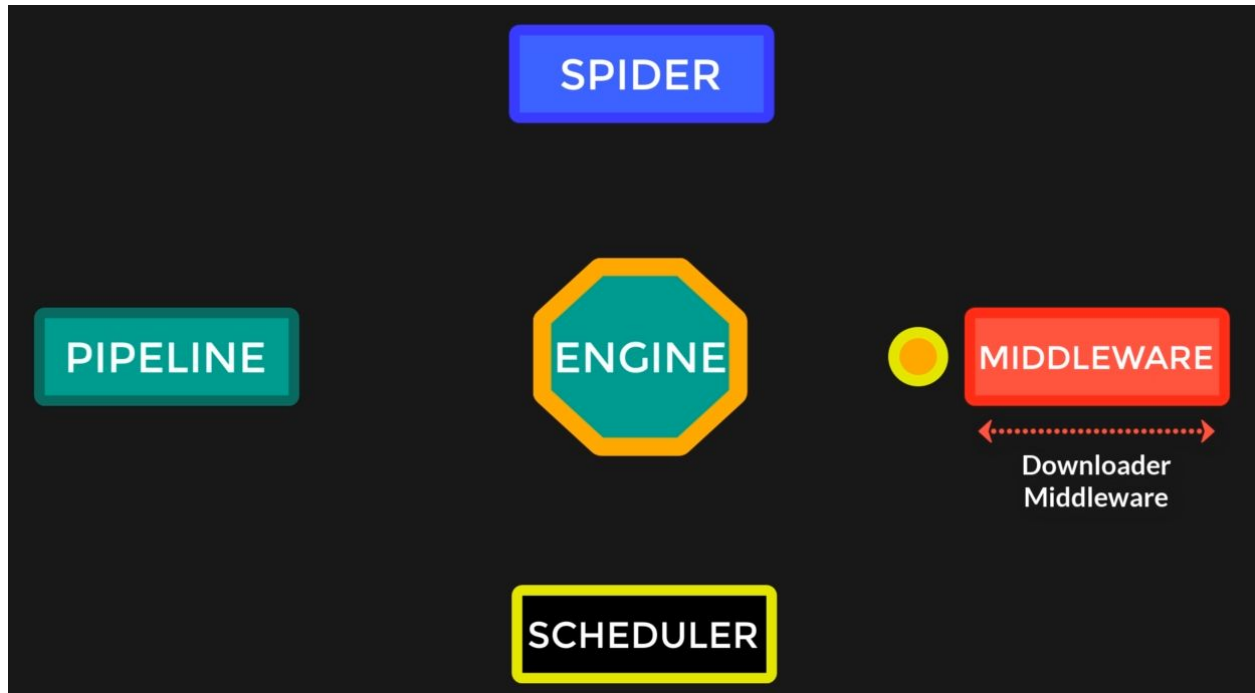 SPIDER
PIPELINE
ENGINE
MIDDLEWARE
Downloader
Middleware
SCHEDULER